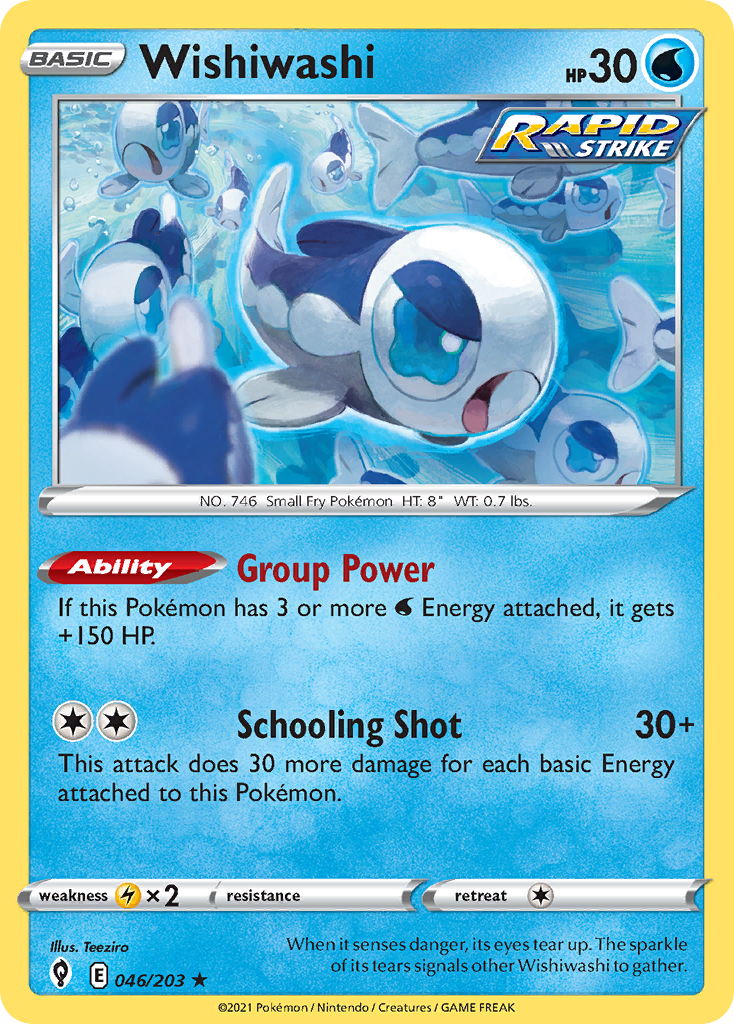 BASIC
Wishiwashi
HP30
RAPID
STRIKE
NO. 746 Small Fry Pokémon HT: 8" WT: 0.7 lbs.
Ability Group Power
If this Pokémon has 3 or more Energy attached, it gets
+150 HP.
Schooling Shot 30+
This attack does 30 more damage for each basic Energy
attached to this Pokémon.
weakness ×2 resistance retreat
Illus. Teeziro
When it senses danger, its eyes tear up. The sparkle
of its tears signals other Wishiwashi to gather.
E 046/203 ★
©2021 Pokémon / Nintendo / Creatures / GAME FREAK